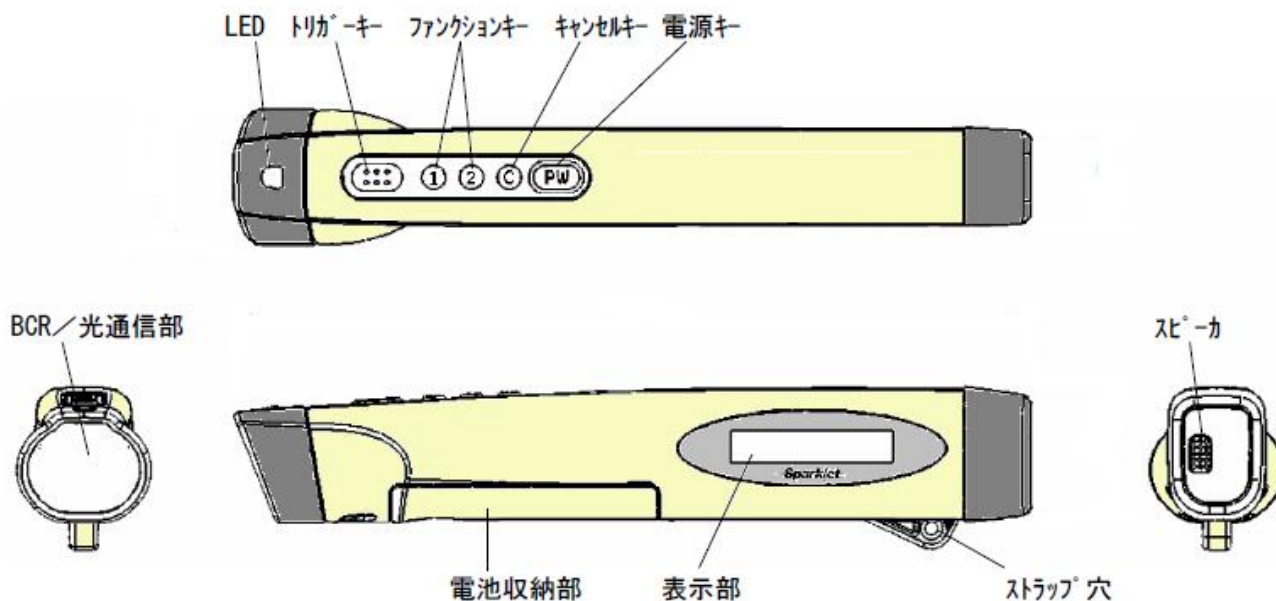 LED ﾄﾘｶﾞｰｷｰ ﾌｧﾝｸｼｮﾝｷｰ ｷｬﾝｾﾙｷｰ 電源ｷｰ
1 2 C PW
BCR／光通信部
ｽﾋﾟｰｶ
Sparklet
電池収納部 表示部 ｽﾄﾗｯﾌﾟ穴